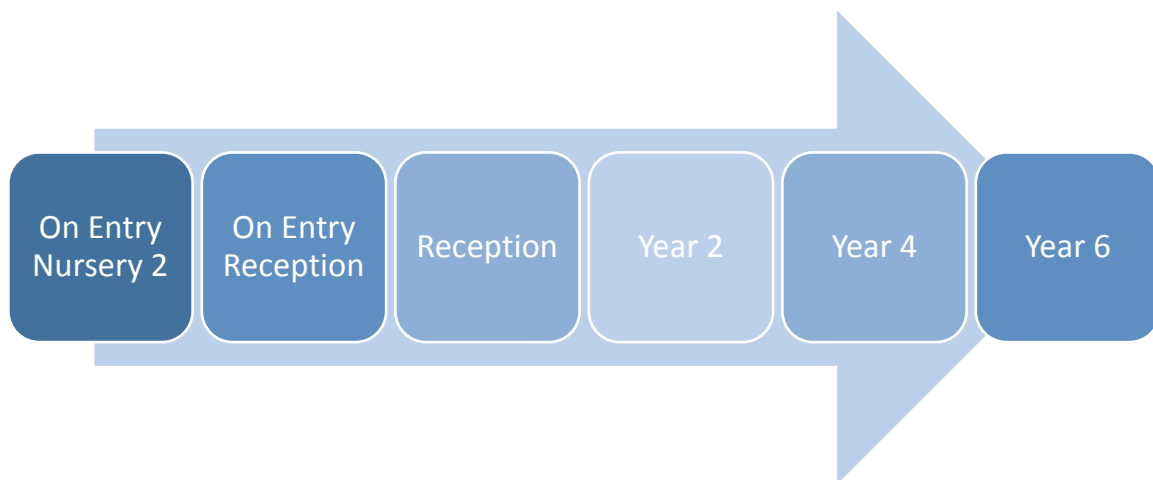 On Entry
Nursery 2
On Entry
Reception
Reception
Year 2
Year 4
Year 6